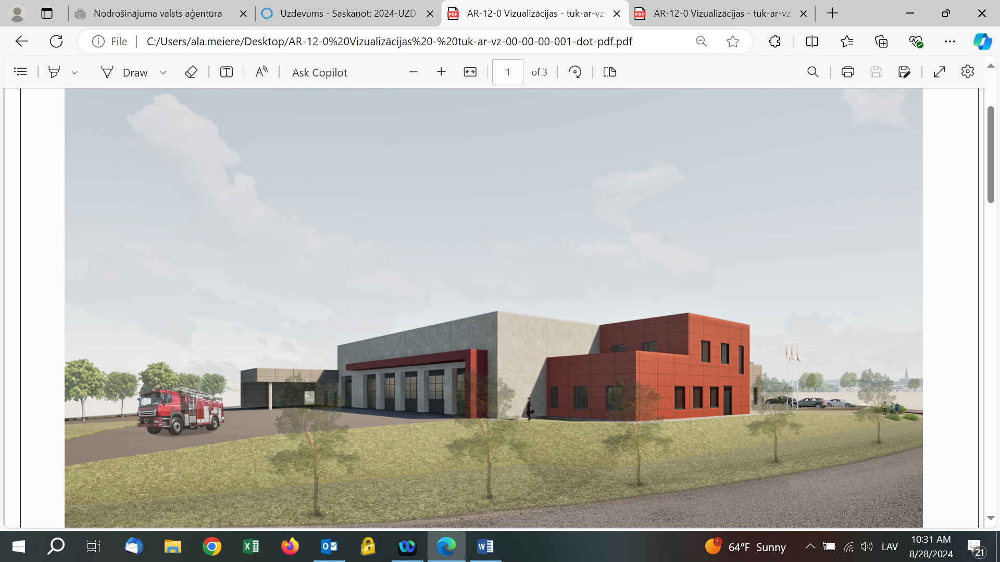 Nodrošinājuma valsts aģentūra
Uzdevums - Saskaņot: 2024-UZD-
AR-12-0 Vizualizācijas - tuk-ar-vz-
AR-12-0 Vizualizācijas - tuk-ar-vz-
File
C:/Users/ala.meiere/Desktop/AR-12-0%20Vizualizācijas%20-%20tuk-ar-vz-00-00-00-001-dot-pdf.pdf
Draw
Ask Copilot
1
of 3
1
64°F Sunny
LAV
10:31 AM
8/28/2024
21